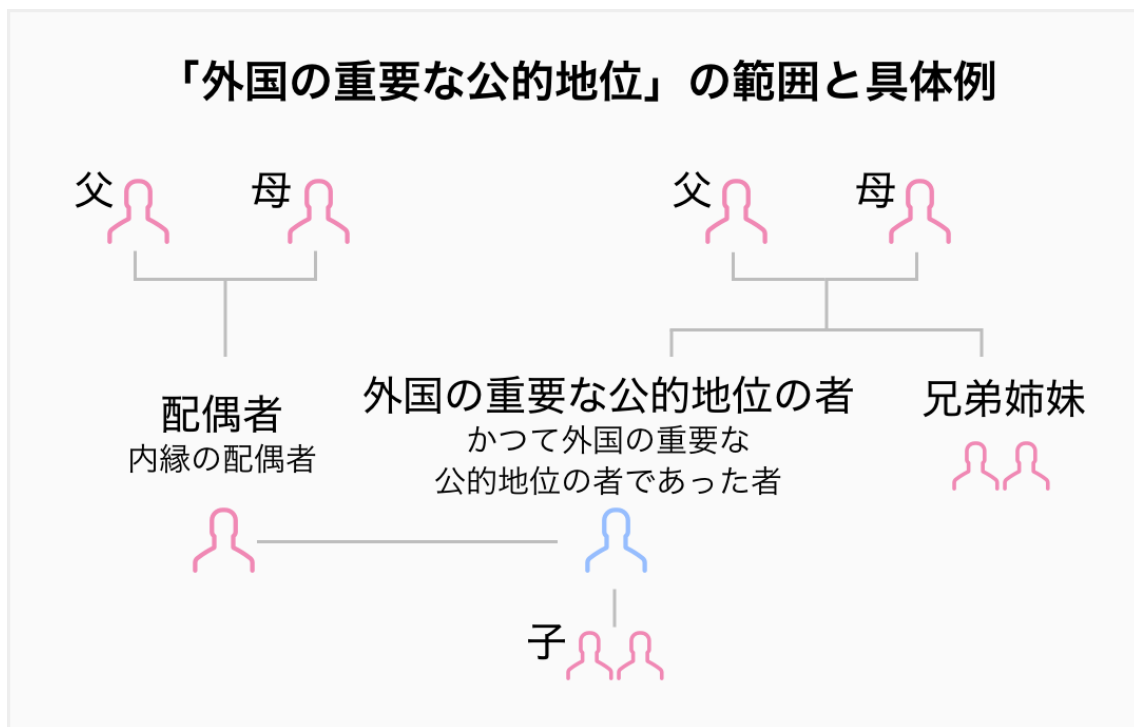 「外国の重要な公的地位」の範囲と具体例
父
母
父
母
配偶者
内縁の配偶者
外国の重要な公的地位の者
かつて外国の重要な
公的地位の者であった者
兄弟姉妹
子